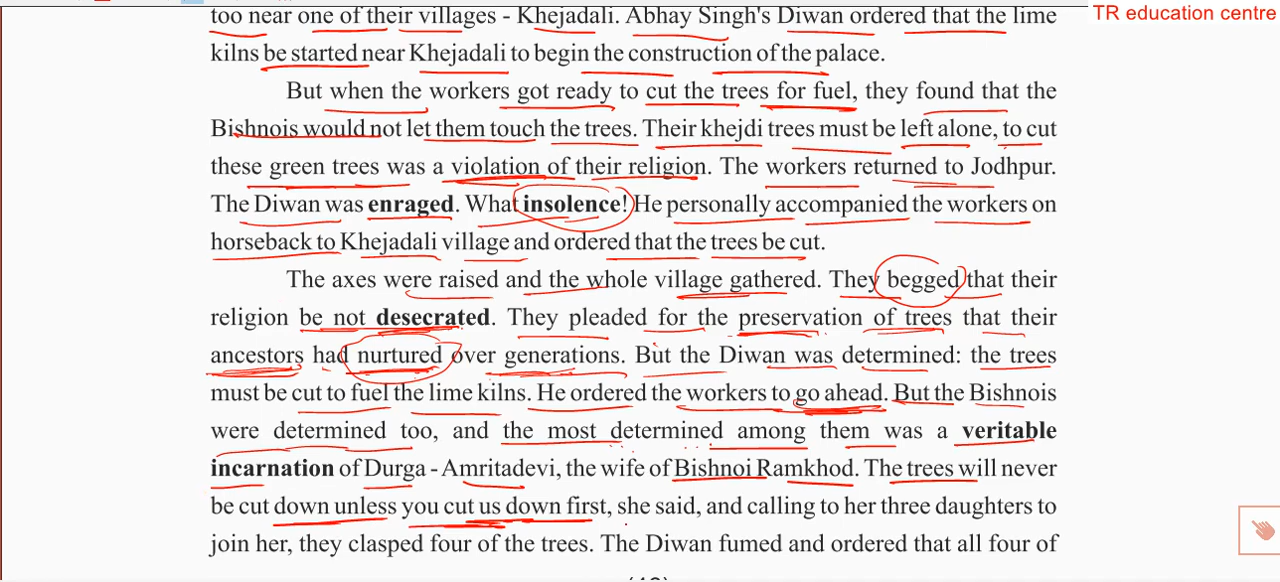 TR education centre
too near one of their villages - Khejadali. Abhay Singh's Diwan ordered that the lime
kilns be started near Khejadali to begin the construction of the palace.
But when the workers got ready to cut the trees for fuel, they found that the
Bishnois would not let them touch the trees. Their khejdi trees must be left alone, to cut
these green trees was a violation of their religion. The workers returned to Jodhpur.
The Diwan was enraged. What insolence! He personally accompanied the workers on
horseback to Khejadali village and ordered that the trees be cut.
The axes were raised and the whole village gathered. They begged that their
religion be not desecrated. They pleaded for the preservation of trees that their
ancestors had nurtured over generations. But the Diwan was determined: the trees
must be cut to fuel the lime kilns. He ordered the workers to go ahead. But the Bishnois
were determined too, and the most determined among them was a veritable
incarnation of Durga - Amritadevi, the wife of Bishnoi Ramkhod. The trees will never
be cut down unless you cut us down first, she said, and calling to her three daughters to
join her, they clasped four of the trees. The Diwan fumed and ordered that all four of